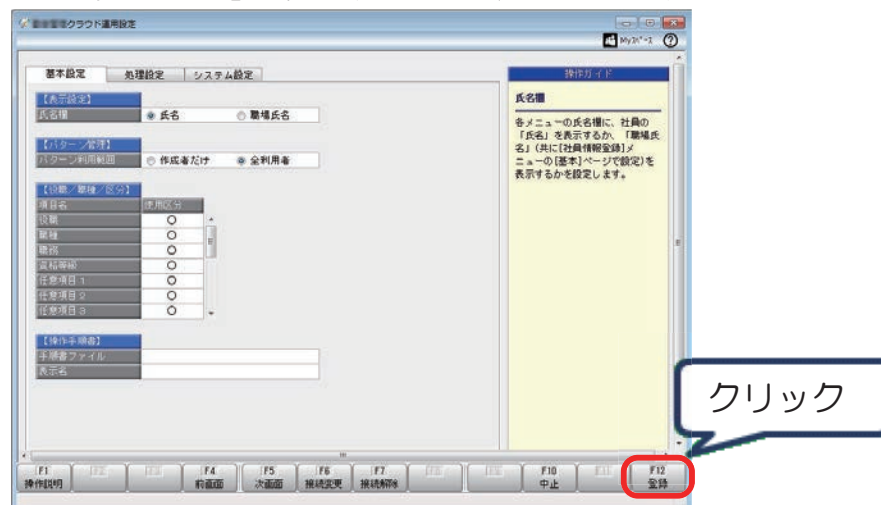 クラウド運用設定
Myスペース
基本設定 処理設定 システム設定
操作ガイド
【表示設定】
氏名欄 氏名 職場氏名
【パターン管理】
パターン利用範囲 作成者だけ 全利用者
【役職/職種/区分】
項目名 使用区分
役職 〇
職種 〇
職務 〇
資格等級 〇
任意項目1 〇
任意項目2 〇
任意項目3 〇
【操作手順書】
手順書ファイル
表示名
氏名欄
各メニューの氏名欄に、社員の
「氏名」を表示するか、「職場氏
名」(共に[社員情報登録]メ
ニューの[基本]ページで設定)を
表示するかを設定します。
クリック
F1 F4 F5 F6 F7 F10 F12
操作説明 前画面 次画面 接続変更 接続解除 中止 登録